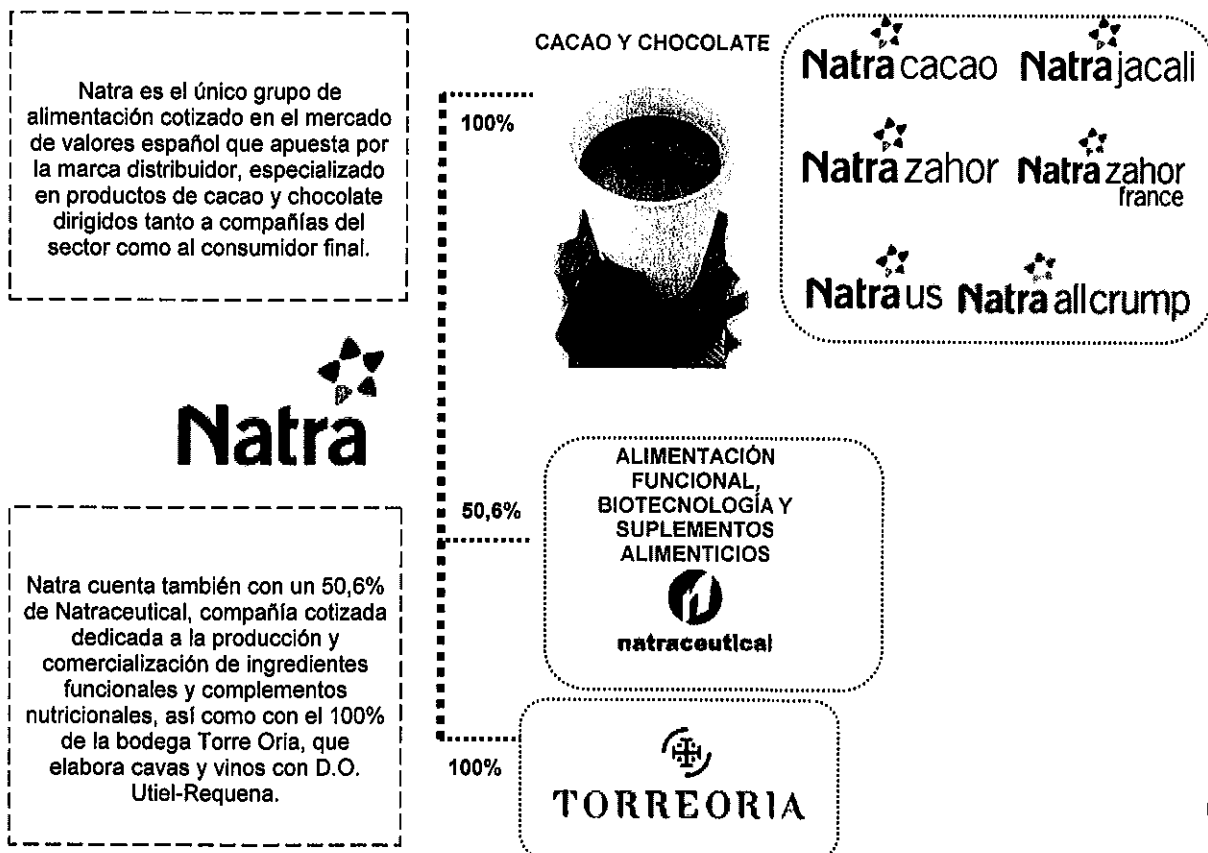 Natra es el único grupo de
alimentación cotizado en el mercado
de valores español que apuesta por
la marca distribuidor, especializado
en productos de cacao y chocolate
dirigidos tanto a compañías del
sector como al consumidor final.
Natra
Natra cuenta también con un 50,6%
de Natraceutical, compañía cotizada
dedicada a la producción y
comercialización de ingredientes
funcionales y complementos
nutricionales, así como con el 100%
de la bodega Torre Oria, que
elabora cavas y vinos con D.O.
Utiel-Requena.
CACAO Y CHOCOLATE
100%
Natra cacao
Natra jacali
Natra zahor
Natra zahor
france
Natra us
Natra allcrump
50,6%
ALIMENTACIÓN
FUNCIONAL,
BIOTECNOLOGÍA Y
SUPLEMENTOS
ALIMENTICIOS
natraceutical
100%
TORREORIA